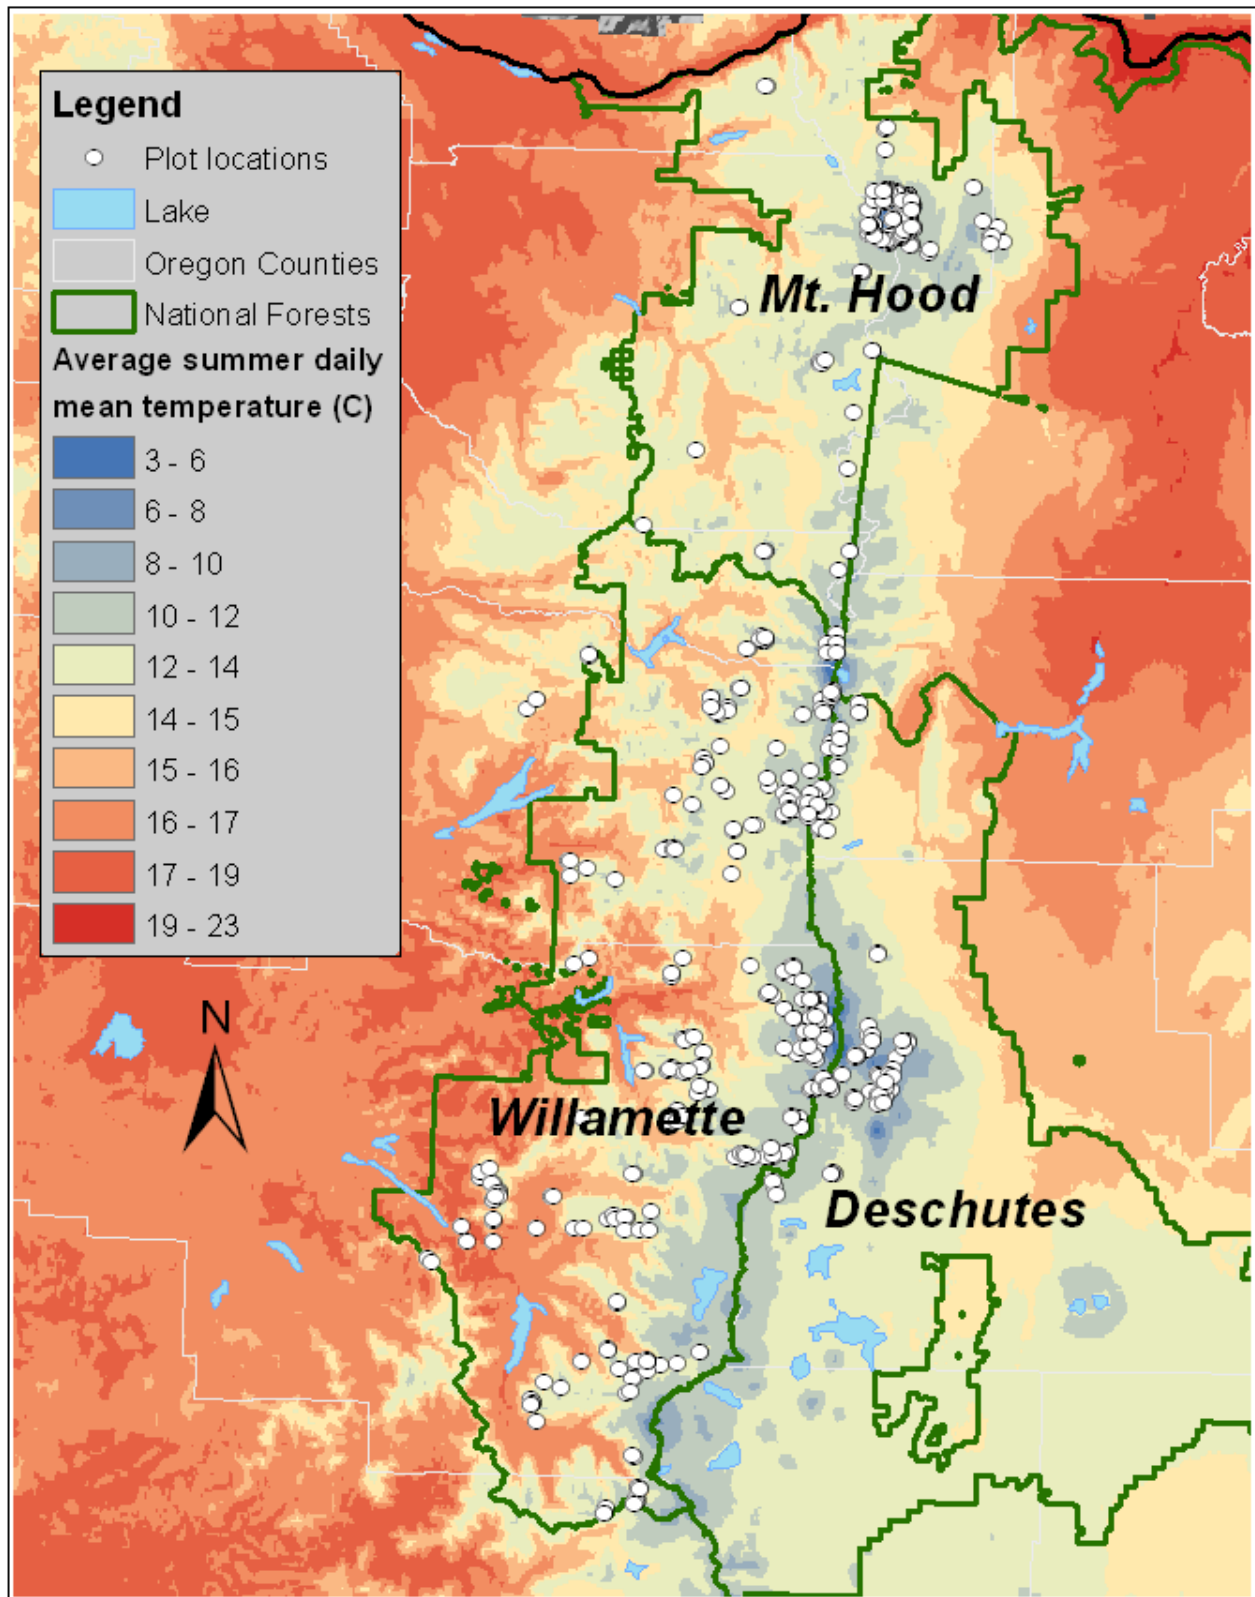 Legend
Plot locations
Lake
Oregon Counties
National Forests
Average summer daily
mean temperature (C)
3 - 6
6 - 8
8 - 10
10 - 12
12 - 14
14 - 15
15 - 16
16 - 17
17 - 19
19 - 23
N
Mt. Hood
Willamette
Deschutes